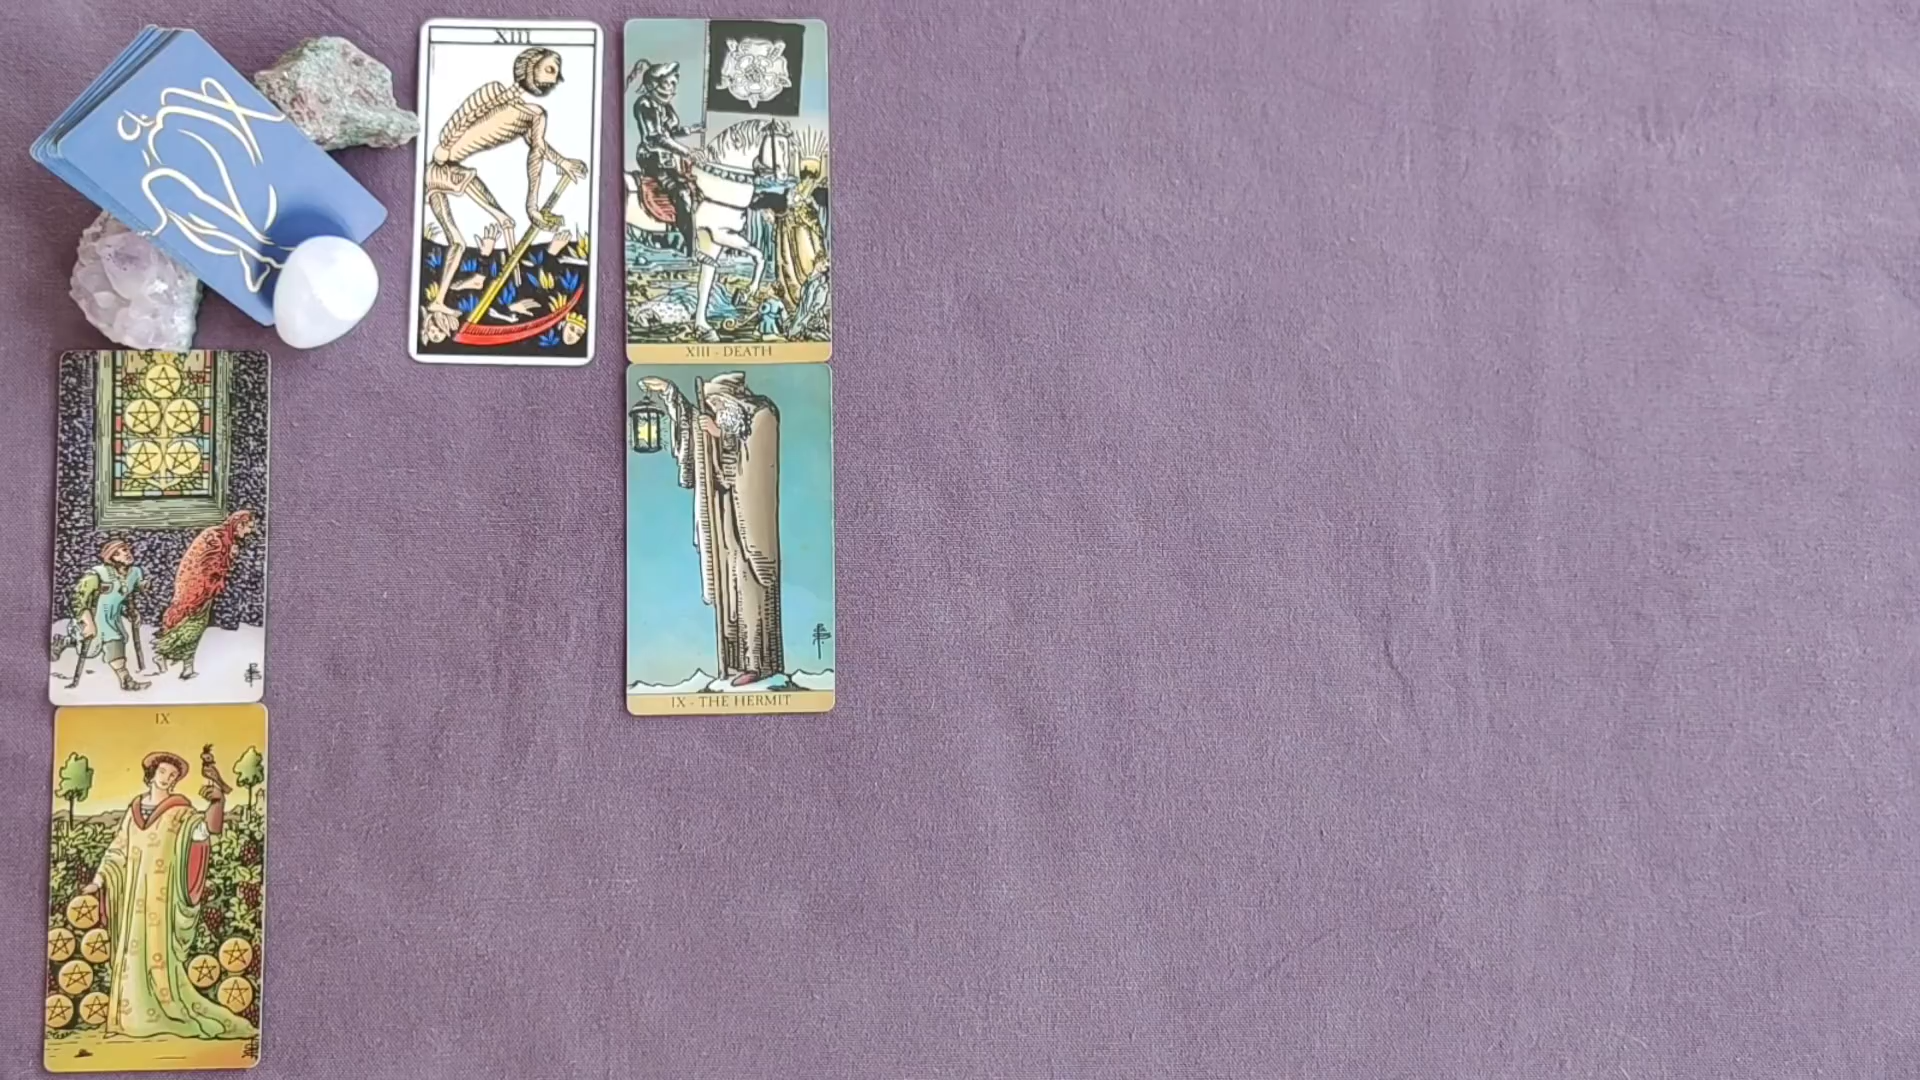 XIII
XIII - DEATH
IX - THE HERMIT
IX